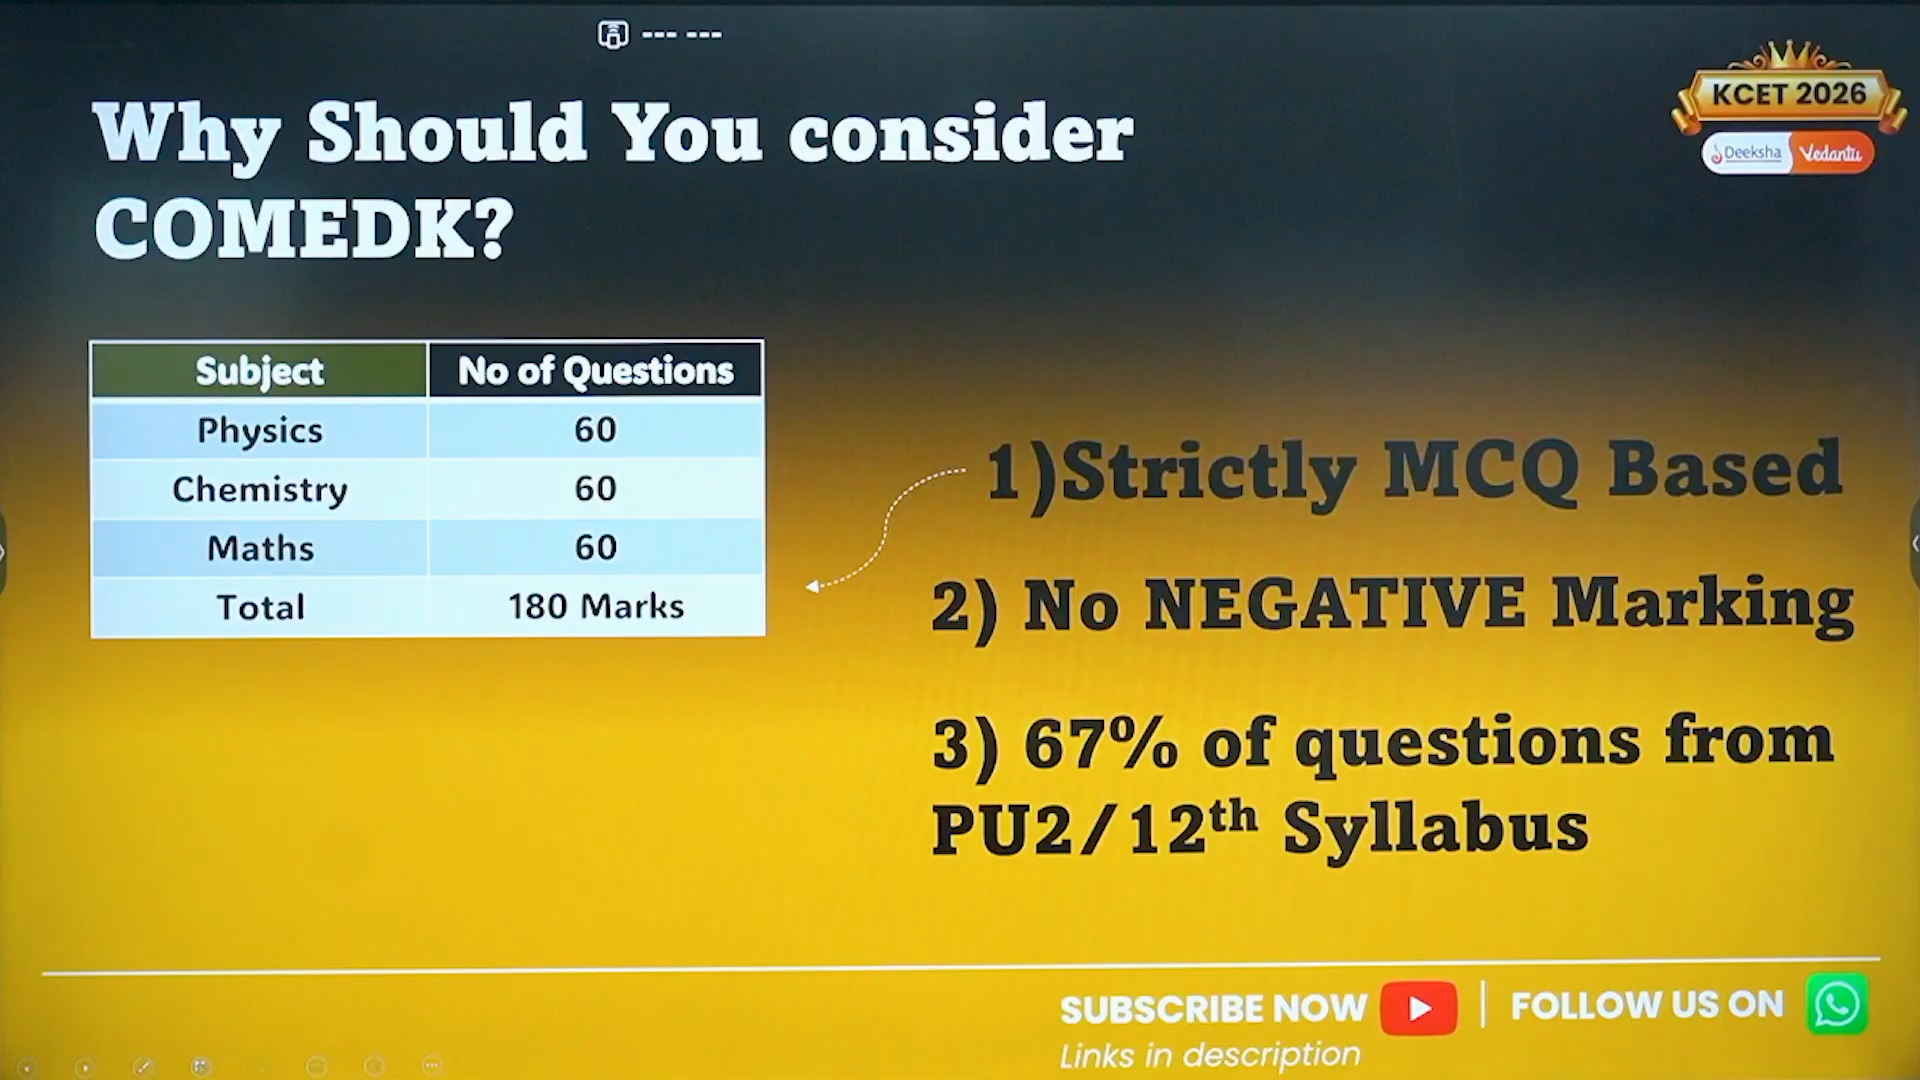 --- ---
KCET 2026
Deeksha Vedantu
Why Should You consider
COMEDK?
Subject No of Questions
Physics 60
Chemistry 60
Maths 60
Total 180 Marks
1)Strictly MCQ Based
2) No NEGATIVE Marking
3) 67% of questions from
PU2/12th Syllabus
SUBSCRIBE NOW | FOLLOW US ON
Links in description